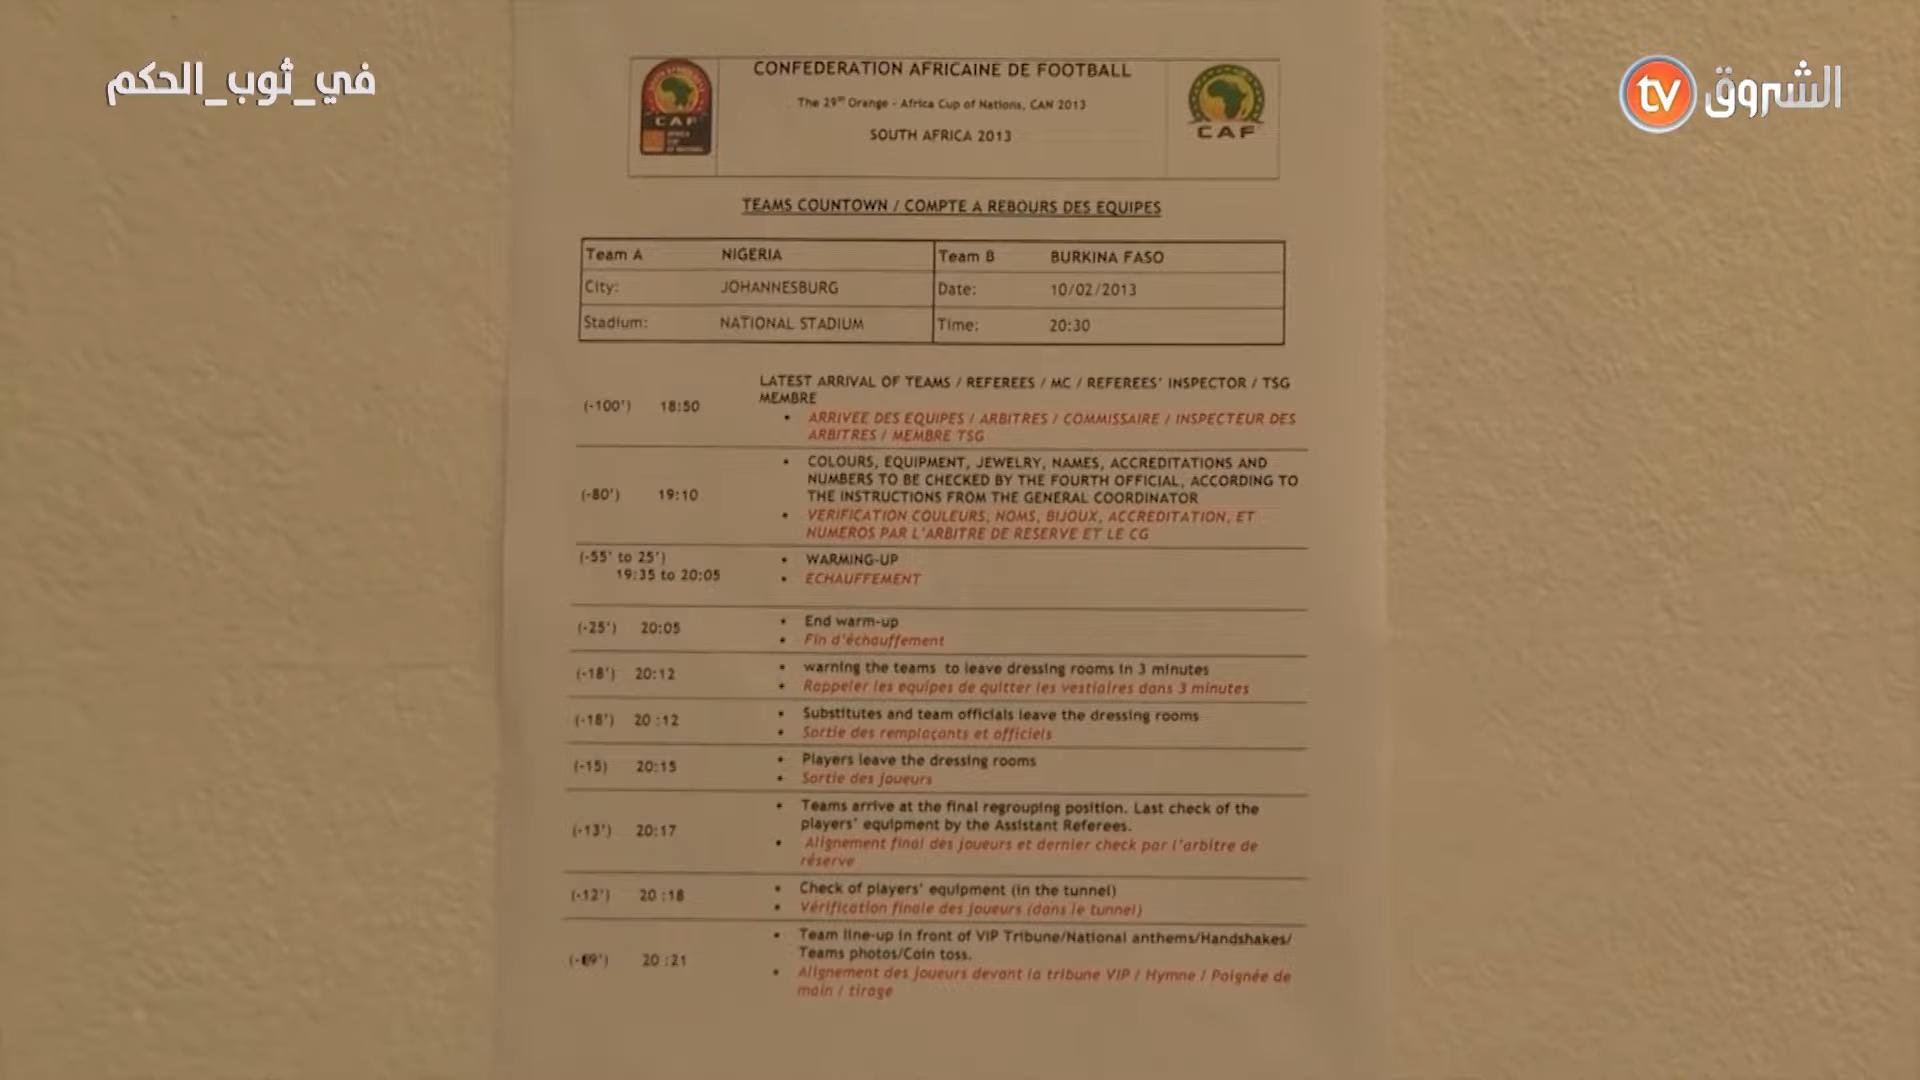 في_ثوب_الحكم
الشروق tv
CONFEDERATION AFRICAINE DE FOOTBALL
The 29th Orange - Africa Cup of Nations, CAN 2013
SOUTH AFRICA 2013
CAF
CAF
TEAMS COUNTOWN / COMPTE A REBOURS DES EQUIPES
Team A NIGERIA Team B BURKINA FASO
City: JOHANNESBURG Date: 10/02/2013
Stadium: NATIONAL STADIUM Time: 20:30
LATEST ARRIVAL OF TEAMS / REFEREES / MC / REFEREES' INSPECTOR / TSG
MEMBRE
(-100') 18:50
• ARRIVEE DES EQUIPES / ARBITRES / COMMISSAIRE / INSPECTEUR DES
ARBITRES / MEMBRE TSG
• COLOURS, EQUIPMENT, JEWELRY, NAMES, ACCREDITATIONS AND
NUMBERS TO BE CHECKED BY THE FOURTH OFFICIAL, ACCORDING TO
(-80') 19:10 THE INSTRUCTIONS FROM THE GENERAL COORDINATOR
• VERIFICATION COULEURS, NOMS, BIJOUX, ACCREDITATION, ET
NUMEROS PAR L'ARBITRE DE RESERVE ET LE CG
(-55' to 25') • WARMING-UP
19:35 to 20:05 • ECHAUFFEMENT
(-25') 20:05 • End warm-up
• Fin d'échauffement
(-18') 20:12 • warning the teams to leave dressing rooms in 3 minutes
• Rappeler les equipes de quitter les vestiaires dans 3 minutes
(-18') 20 :12 • Substitutes and team officials leave the dressing rooms
• Sortie des remplaçants et officiels
(-15) 20:15 • Players leave the dressing rooms
• Sortie des joueurs
• Teams arrive at the final regrouping position. Last check of the
(-13') 20:17 players' equipment by the Assistant Referees.
• Alignement final des joueurs et dernier check par l'arbitre de
réserve
(-12') 20 :18 • Check of players' equipment (in the tunnel)
• Vérification finale des joueurs (dans le tunnel)
• Team line-up in front of VIP Tribune/National anthems/Handshakes/
20 :21 Teams photos/Coin toss.
• Alignement des joueurs devant la tribune VIP / Hymne / Poignée de
main / tirage